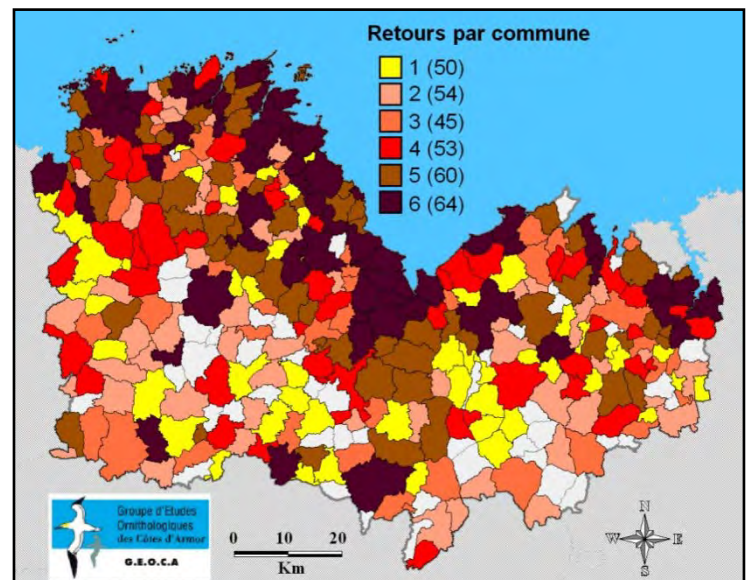 Retours par commune
1 (50)
2 (54)
3 (45)
4 (53)
5 (60)
6 (64)
Groupe d'Etudes
Ornithologiques
des Côtes d'Armor
G.E.O.C.A
0 10 20
Km
N
W E
S